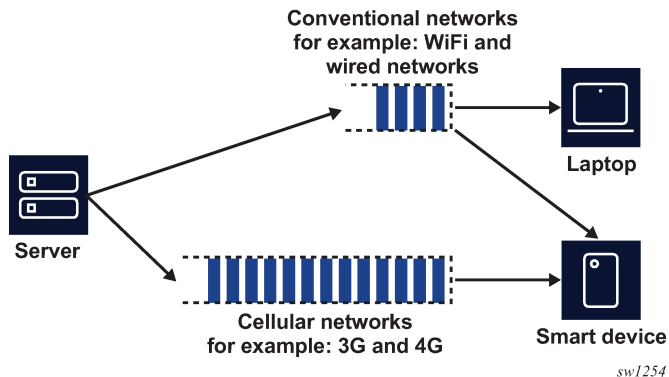 Conventional networks
for example: WiFi and
wired networks
Laptop
Server
Cellular networks
for example: 3G and 4G
Smart device
sw1254